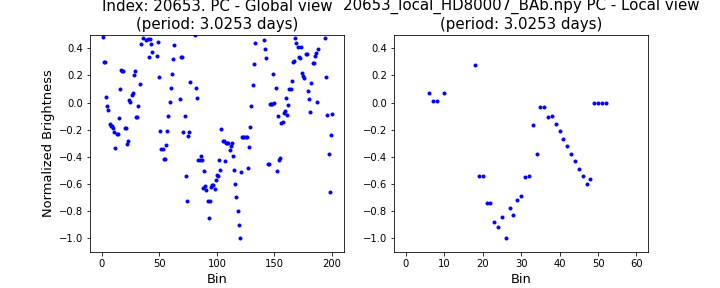 Index: 20653. PC - Global view
(period: 3.0253 days)
20653_local_HD80007_BAb.npy PC - Local view
(period: 3.0253 days)
Normalized Brightness
0.4
0.2
0.0
−0.2
−0.4
−0.6
−0.8
−1.0
0 50 100 150 200
Bin
0.4
0.2
0.0
−0.2
−0.4
−0.6
−0.8
−1.0
0 10 20 30 40 50 60
Bin